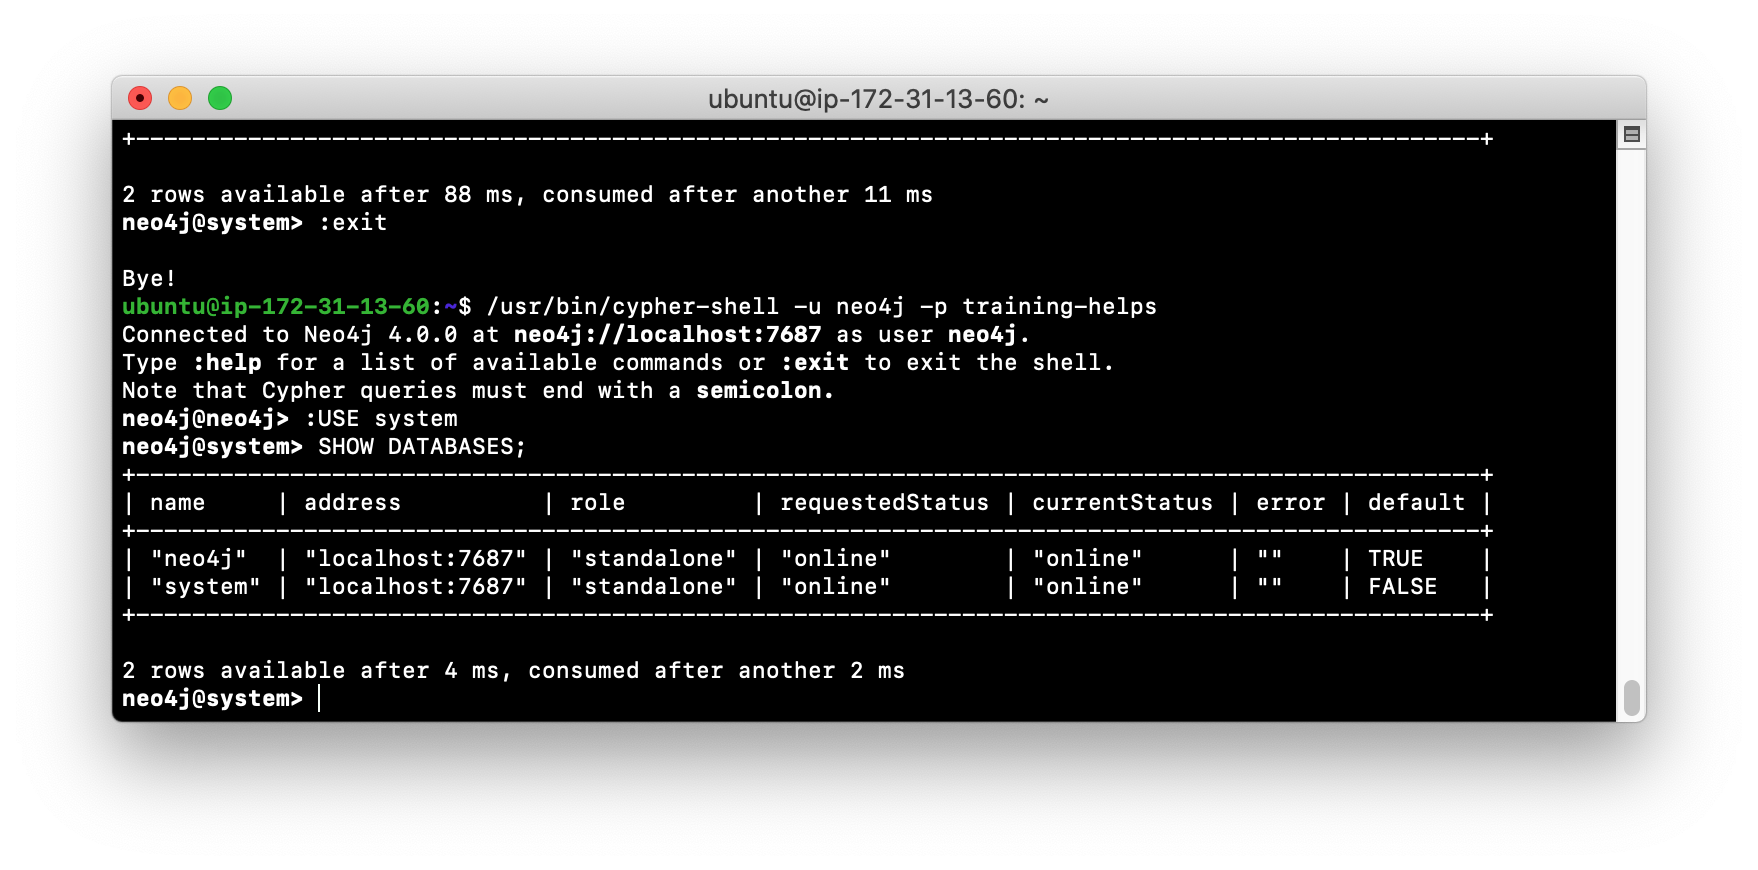 ubuntu@ip-172-31-13-60: ~
+------------------------------------------------------------------------------------------------+
2 rows available after 88 ms, consumed after another 11 ms
neo4j@system> :exit
Bye!
ubuntu@ip-172-31-13-60:~$ /usr/bin/cypher-shell -u neo4j -p training-helps
Connected to Neo4j 4.0.0 at neo4j://localhost:7687 as user neo4j.
Type :help for a list of available commands or :exit to exit the shell.
Note that Cypher queries must end with a semicolon.
neo4j@neo4j> :USE system
neo4j@system> SHOW DATABASES;
+------------------------------------------------------------------------------------------------+
| name     | address          | role         | requestedStatus | currentStatus | error | default |
+------------------------------------------------------------------------------------------------+
| "neo4j"  | "localhost:7687" | "standalone" | "online"        | "online"      | ""    | TRUE    |
| "system" | "localhost:7687" | "standalone" | "online"        | "online"      | ""    | FALSE   |
+------------------------------------------------------------------------------------------------+
2 rows available after 4 ms, consumed after another 2 ms
neo4j@system>